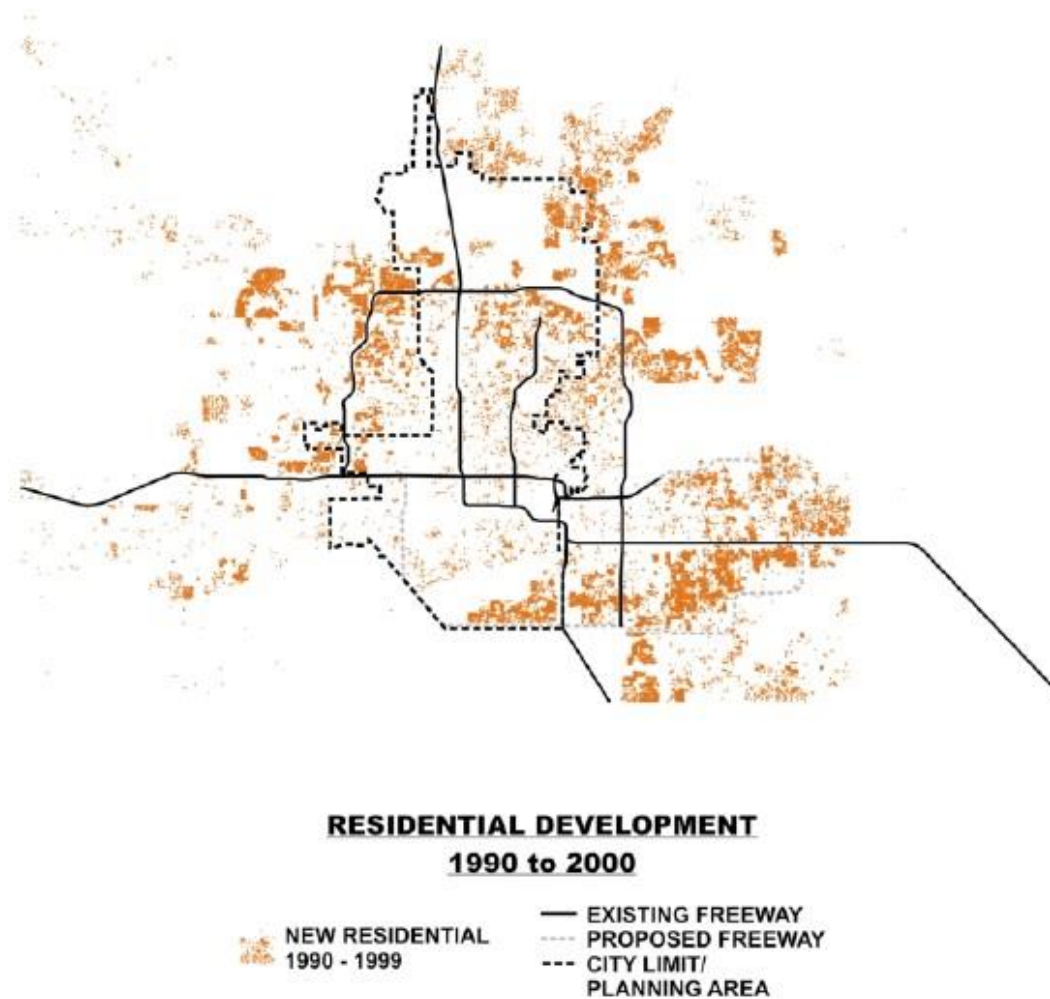 RESIDENTIAL DEVELOPMENT
1990 to 2000
NEW RESIDENTIAL
1990 - 1999
EXISTING FREEWAY
PROPOSED FREEWAY
CITY LIMIT/
PLANNING AREA